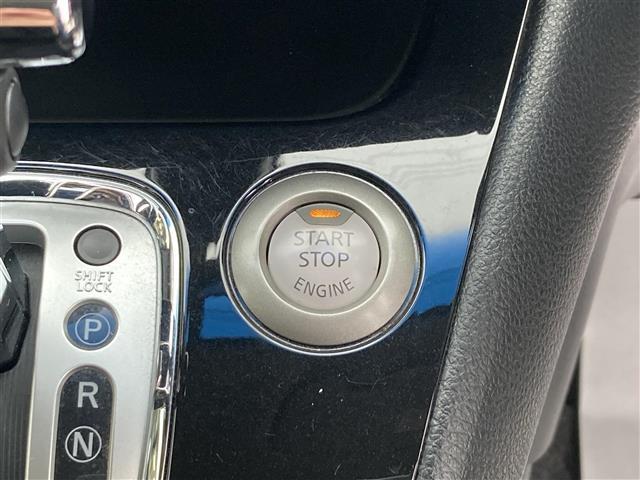 START
STOP
ENGINE
SHIFT
LOCK
P
R
N